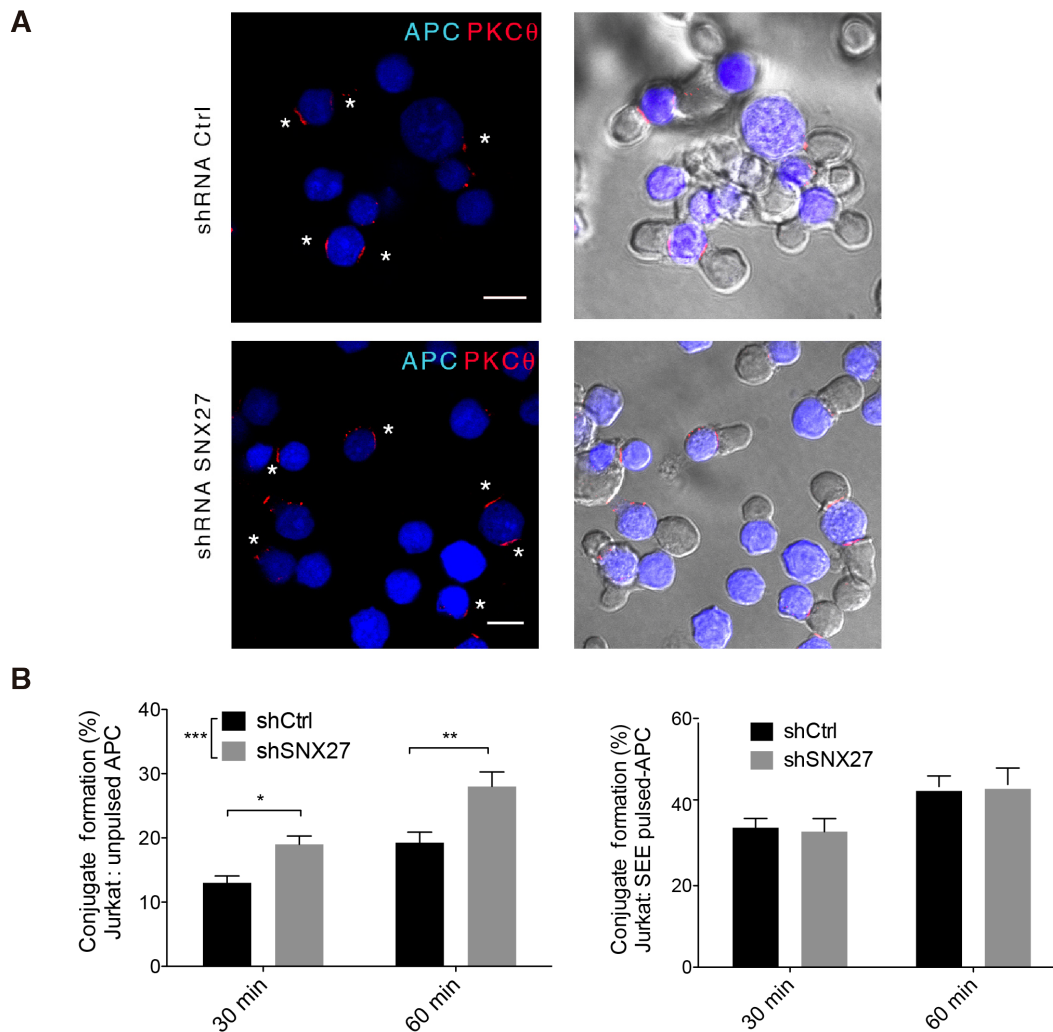 A
APC PKCθ
shRNA Ctrl
*
*
*
*
*
APC PKCθ
shRNA SNX27
*
*
*
*
*
*
B
40
30
20
10
0
Conjugate formation (%)
Jurkat : unpulsed APC
***
shCtrl
shSNX27
*
**
30 min
60 min
60
40
20
0
Conjugate formation (%)
Jurkat: SEE pulsed-APC
shCtrl
shSNX27
30 min
60 min